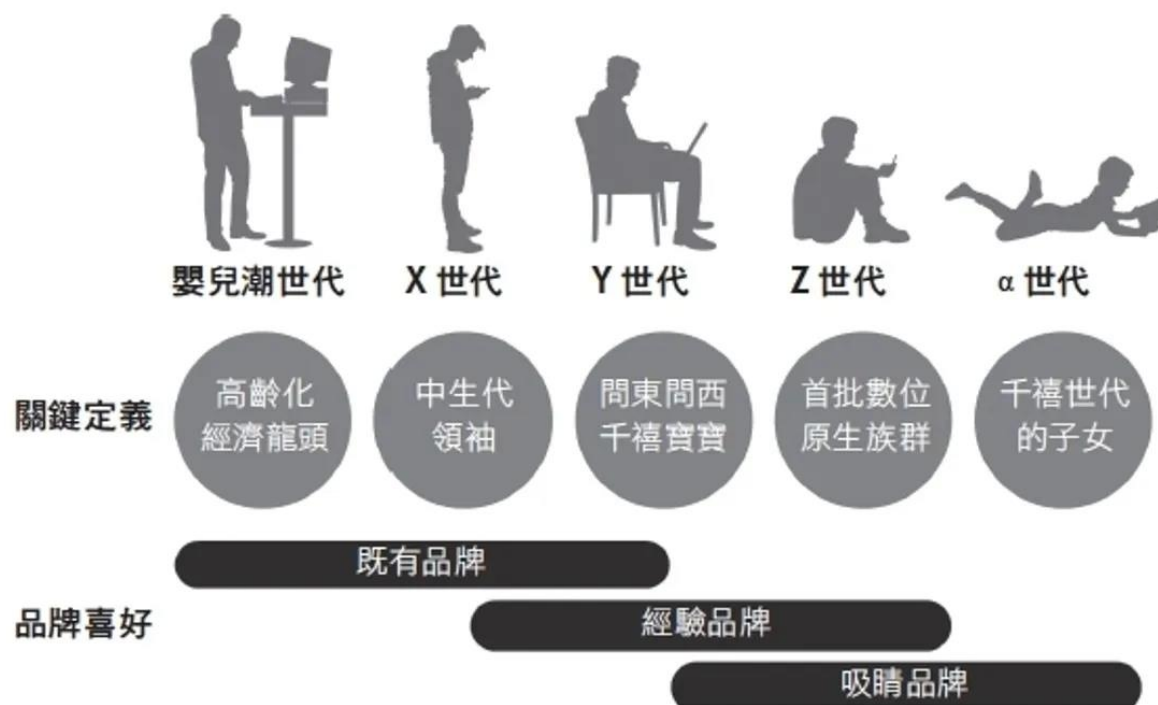 嬰兒潮世代
X 世代
Y 世代
Z 世代
α 世代
關鍵定義
高齡化
經濟龍頭
中生代
領袖
問東問西
千禧寶寶
首批數位
原生族群
千禧世代
的子女
品牌喜好
既有品牌
經驗品牌
吸睛品牌